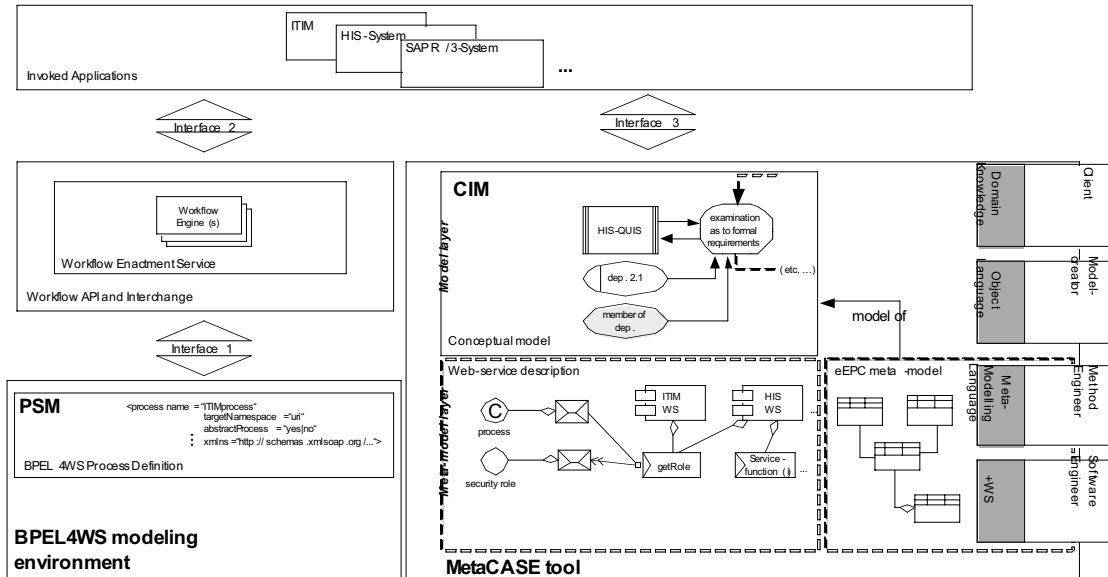 ITIM
HIS-System
SAP R /3-System
...
Invoked Applications
Interface 2
Interface 3
Workflow
Engine (s)
Workflow Enactment Service
Workflow API and Interchange
Interface 1
PSM
<process name = "ITIMprocess"
targetNamespace ="uri"
abstractProcess = "yes|no"
⋮ xmlns ="http :// schemas .xmlsoap .org /...">
BPEL 4WS Process Definition
BPEL4WS modeling
environment
CIM
Model layer
HIS-QUIS
examination
as to formal
requirements
dep . 2.1
(etc. ...)
member of
dep .
Conceptual model
model of
Web-service description
Meta-model layer
C
process
security role
ITIM
WS
HIS
WS
...
getRole
Service -
function (i)
...
eEPC meta -model
MetaCASE tool
Domain
Knowledge
Client
Object
Language
Model-
creator
Meta-
Modelling
Language
Method
Engineer
+WS
Software
Engineer